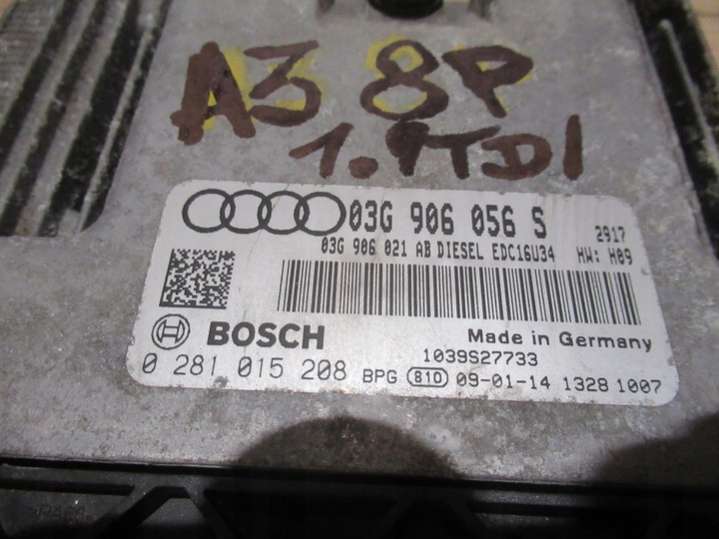 A3 8P
1.9TDI
03G 906 056 S 2917
03G 906 021 AB DIESEL EDC16U34 HW: H09
BOSCH Made in Germany
1039S27733
0 281 015 208 BPG 810 09-01-14 1328 1007